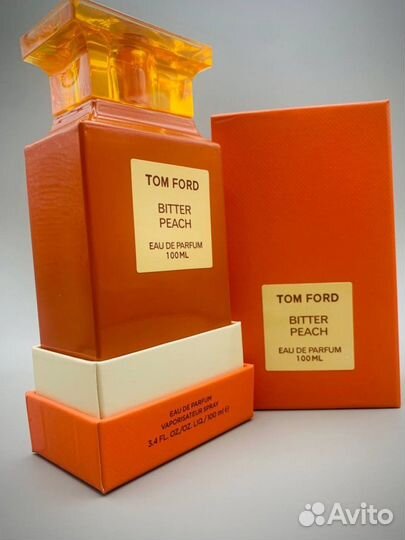 TOM FORD
BITTER
PEACH
EAU DE PARFUM
100ML
TOM FORD
BITTER
PEACH
EAU DE PARFUM
100ML
EAU DE PARFUM
VAPORISATEUR SPRAY
3.4 FL. OZ/OZ. LIQ./100 ml ℮
Avito